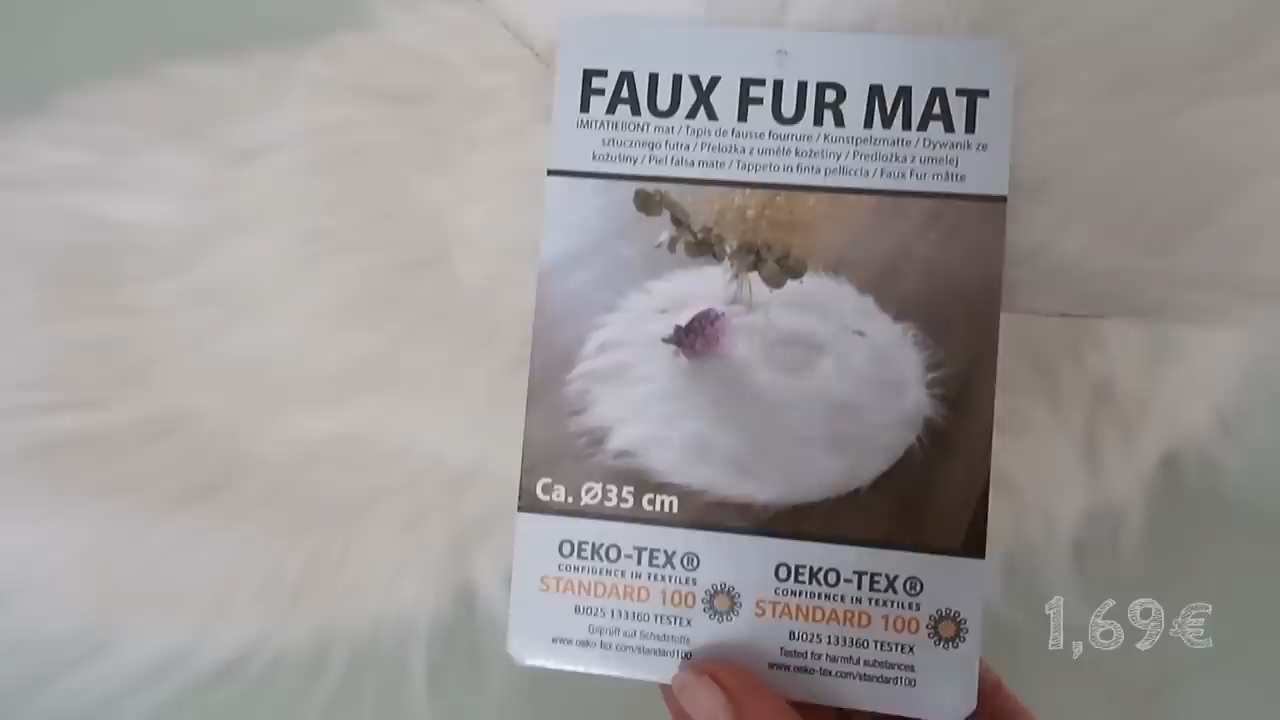 FAUX FUR MAT
IMITATIEBONT mat / Tapis de fausse fourrure / Kunstpelzmatte / Dywanik ze
sztucznego futra / Přeložka z umělé kožešiny / Predložka z umelej
kožušiny / Piel falsa mate / Tappeto in finta pelliccia / Faux Fur-måtte
Ca. Ø35 cm
OEKO-TEX®
CONFIDENCE IN TEXTILES
STANDARD 100
BJ025 133360 TESTEX
Geprüft auf Schadstoffe
www.oeko-tex.com/standard100
OEKO-TEX®
CONFIDENCE IN TEXTILES
STANDARD 100
BJ025 133360 TESTEX
Tested for harmful substances
www.oeko-tex.com/standard100
1,69€